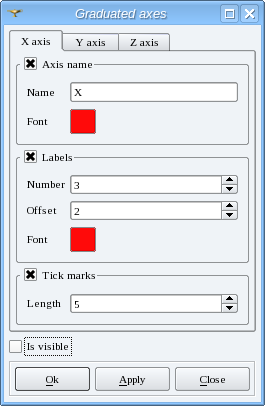 Graduated axes
X axis Y axis Z axis
Axis name
Name X
Font
Labels
Number 3
Offset 2
Font
Tick marks
Length 5
Is visible
Ok Apply Close